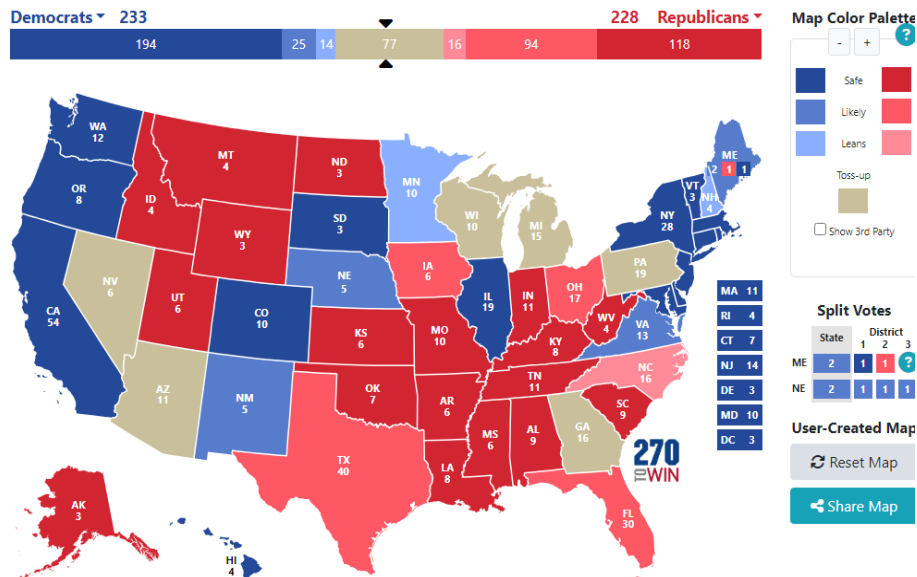 Democrats 233
228 Republicans
194 25 14 77 16 94 118
Map Color Palette
- + ?
Safe
Likely
Leans
Toss-up
Show 3rd Party
WA
12
OR
8
CA
54
NV
6
ID
4
MT
4
WY
3
UT
6
AZ
11
CO
10
NM
5
ND
3
SD
3
NE
5
KS
6
OK
7
TX
40
MN
10
IA
6
MO
10
AR
6
LA
8
WI
10
IL
19
MI
15
IN
11
OH
17
KY
8
TN
11
MS
6
AL
9
GA
16
FL
30
SC
9
NC
16
VA
13
WV
4
PA
19
NY
28
VT
3
NH
4
ME
2 1 1
AK
3
HI
4
MA 11
RI 4
CT 7
NJ 14
DE 3
MD 10
DC 3
270
TO WIN
Split Votes
State District
1 2 3
ME 2 1 1 ?
NE 2 1 1 1
User-Created Map
Reset Map
Share Map